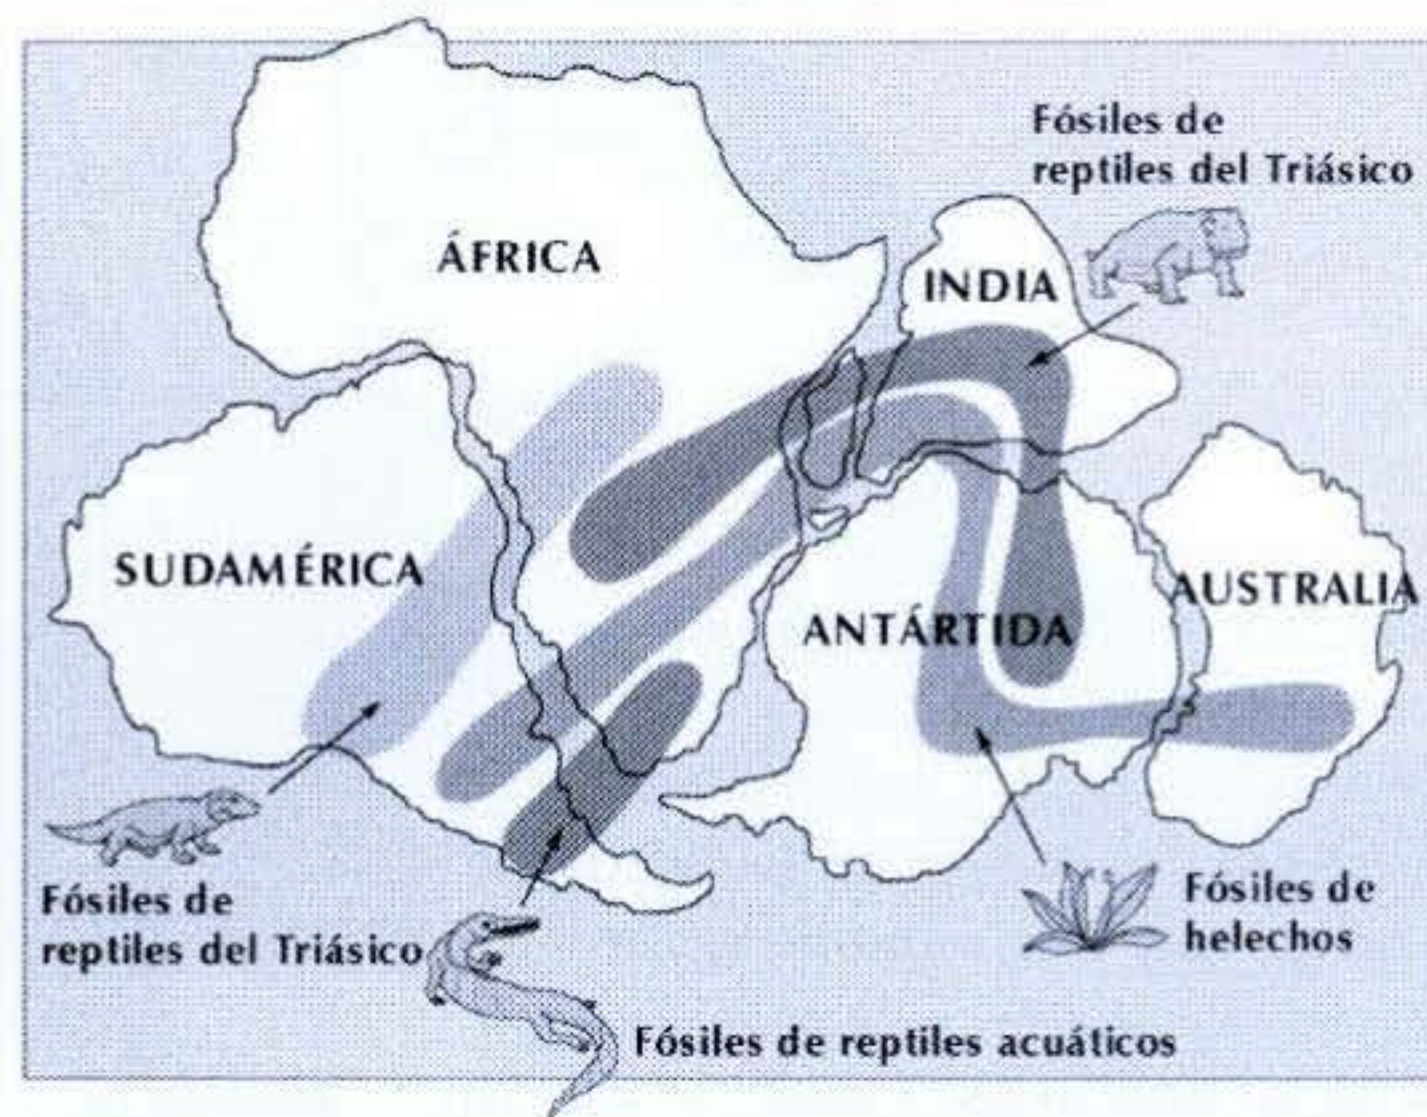 Fósiles de
reptiles del Triásico
ÁFRICA
INDIA
SUDAMÉRICA
ANTÁRTIDA
AUSTRALIA
Fósiles de
reptiles del Triásico
Fósiles de
helechos
Fósiles de reptiles acuáticos